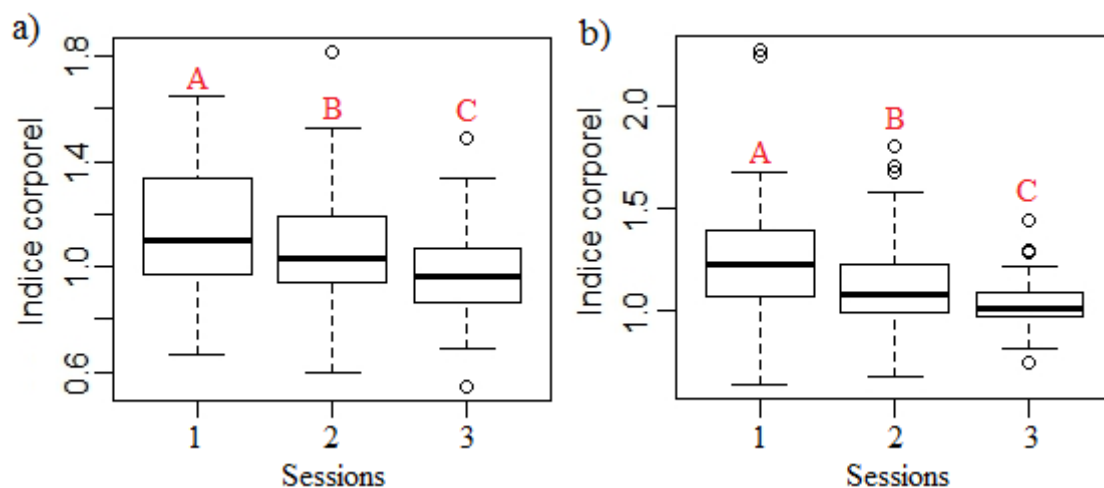 a)
Indice corporel
1.8
1.4
1.0
0.6
A
B
C
1 2 3
Sessions
b)
Indice corporel
2.0
1.5
1.0
A
B
C
1 2 3
Sessions